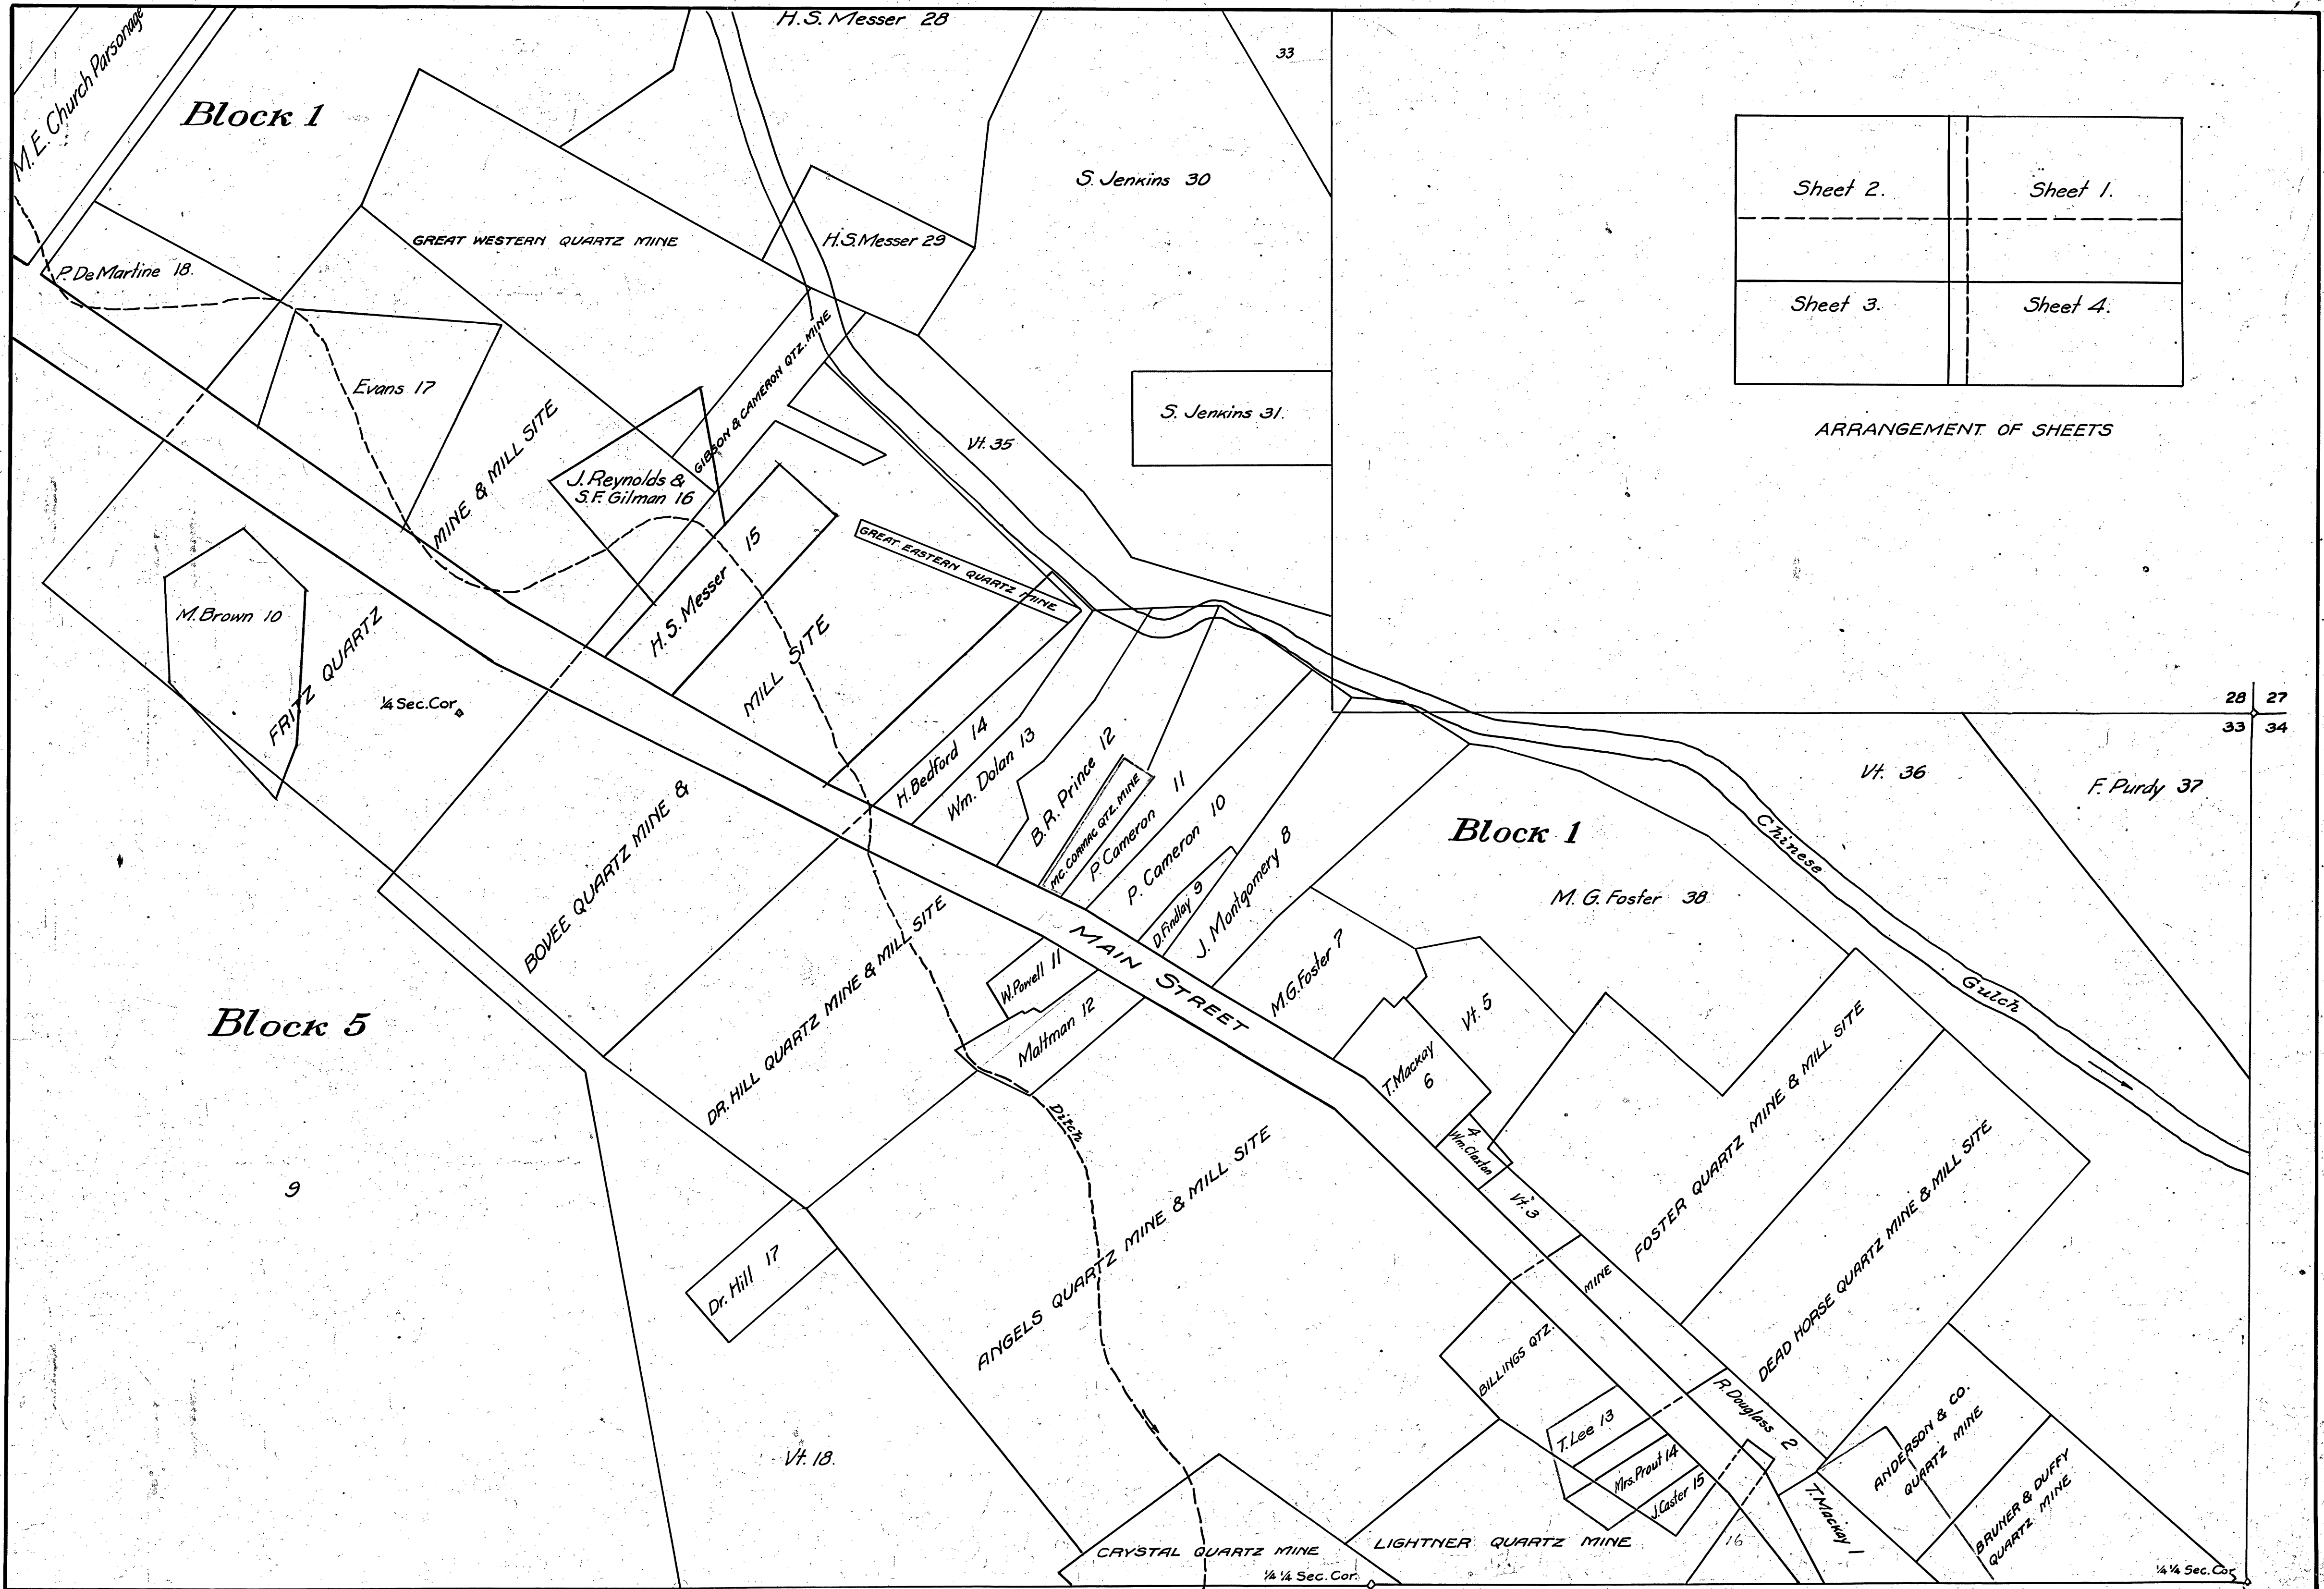 H.S. Messer 28
33
M.E. Church Parsonage
Block 1
S. Jenkins 30
Sheet 2.
Sheet 1.
Sheet 3.
Sheet 4.
ARRANGEMENT OF SHEETS
GREAT WESTERN QUARTZ MINE
H.S. Messer 29
P. DeMartine 18.
Evans 17
GIBSON & CAMERON QTZ. MINE
S. Jenkins 31.
Vt. 35
MINE & MILL SITE
J. Reynolds &
S.F. Gilman 16
H.S. Messer 15
GREAT EASTERN QUARTZ MINE
M. Brown 10
FRITZ QUARTZ
1/4 Sec. Cor.
MILL SITE
28 27
33 34
H. Bedford 14
Wm. Dolan 13
B.R. Prince 12
MC. CORMAC QTZ. MINE
P. Cameron 11
P. Cameron 10
D. Findlay 9
J. Montgomery 8
Block 1
Vt. 36
F. Purdy 37
Chinese
Gulch
M. G. Foster 38
BOVEE QUARTZ MINE &
DR. HILL QUARTZ MINE & MILL SITE
W. Powell 11
Maltman 12
MAIN STREET
M.G. Foster 7
Vt. 5
T. Mackay
6
4
Wm. Claxton
Vt. 3
Block 5
9
Ditch
FOSTER QUARTZ MINE & MILL SITE
DEAD HORSE QUARTZ MINE & MILL SITE
Dr. Hill 17
ANGELS QUARTZ MINE & MILL SITE
MINE
BILLINGS QTZ.
R. Douglass 2
T. Lee 13
Mrs. Prout 14
J. Caster 15
16
T. Mackay 1
ANDERSON & CO.
QUARTZ MINE
BRUNER & DUFFY
QUARTZ MINE
Vt. 18.
CRYSTAL QUARTZ MINE
LIGHTNER QUARTZ MINE
1/4 1/4 Sec. Cor.
1/4 1/4 Sec. Cor.